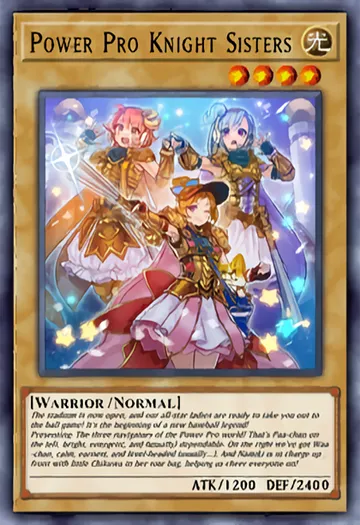 Power Pro Knight Sisters
光
[Warrior /Normal]
The stadium is now open, and our all-star ladies are ready to take you out to
the ball game! It's the beginning of a new baseball legend!
Presenting: The three navigators of the Power Pro world! That's Paa-chan on
the left, bright, energetic, and (usually) dependable. On the right we've got Waa
-chan, calm, earnest, and level-headed (usually...). And Nanoki is in charge up
front with little Chikuwa in her tote bag, helping us cheer everyone on!
ATK/1200 DEF/2400